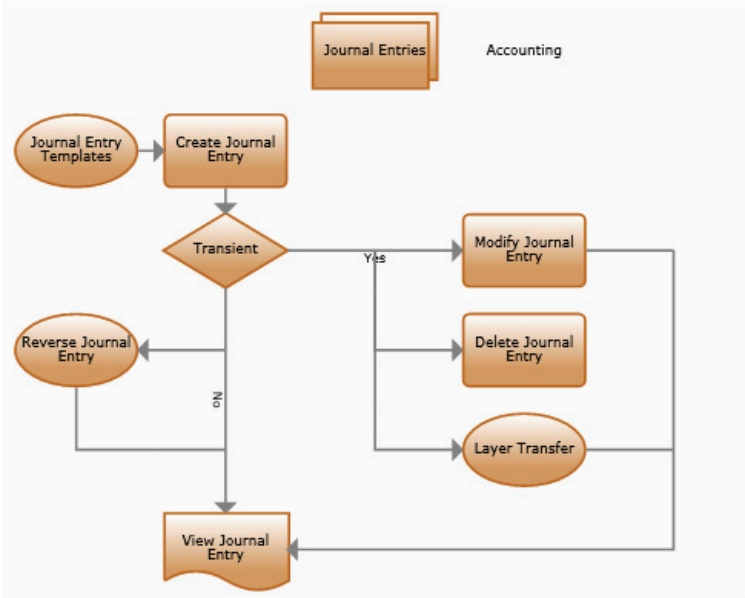 Journal Entries
Accounting
Journal Entry
Templates
Create Journal
Entry
Transient
Yes
Modify Journal
Entry
Reverse Journal
Entry
Delete Journal
Entry
No
Layer Transfer
View Journal
Entry